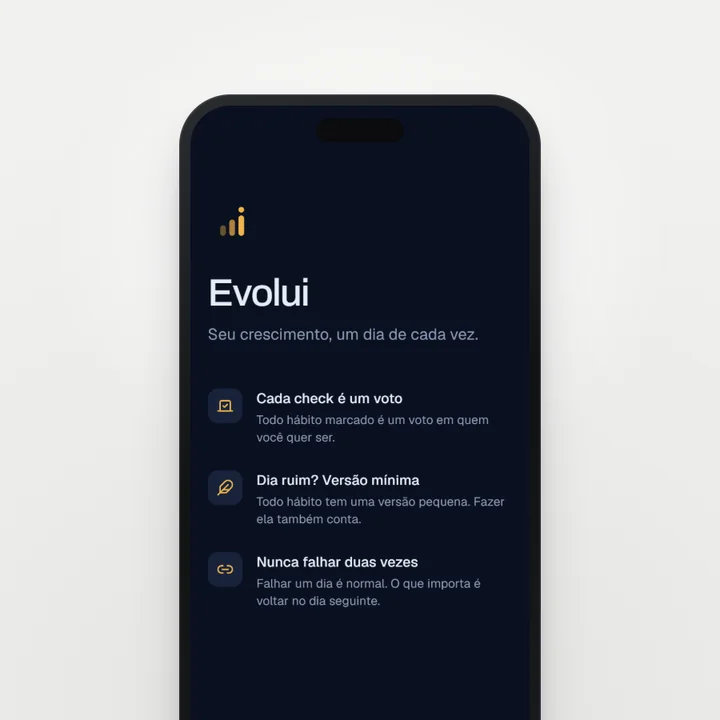 Evolui
Seu crescimento, um dia de cada vez.
Cada check é um voto
Todo hábito marcado é um voto em quem
você quer ser.
Dia ruim? Versão mínima
Todo hábito tem uma versão pequena. Fazer
ela também conta.
Nunca falhar duas vezes
Falhar um dia é normal. O que importa é
voltar no dia seguinte.